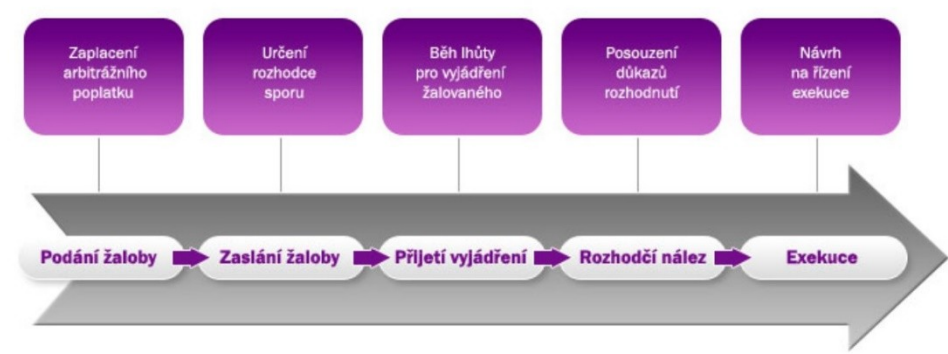 Zaplacení
arbitrážního
poplatku
Určení
rozhodce
sporu
Běh lhůty
pro vyjádření
žalovaného
Posouzení
důkazů
rozhodnutí
Návrh
na řízení
exekuce
Podání žaloby
Zaslání žaloby
Přijetí vyjádření
Rozhodčí nález
Exekuce